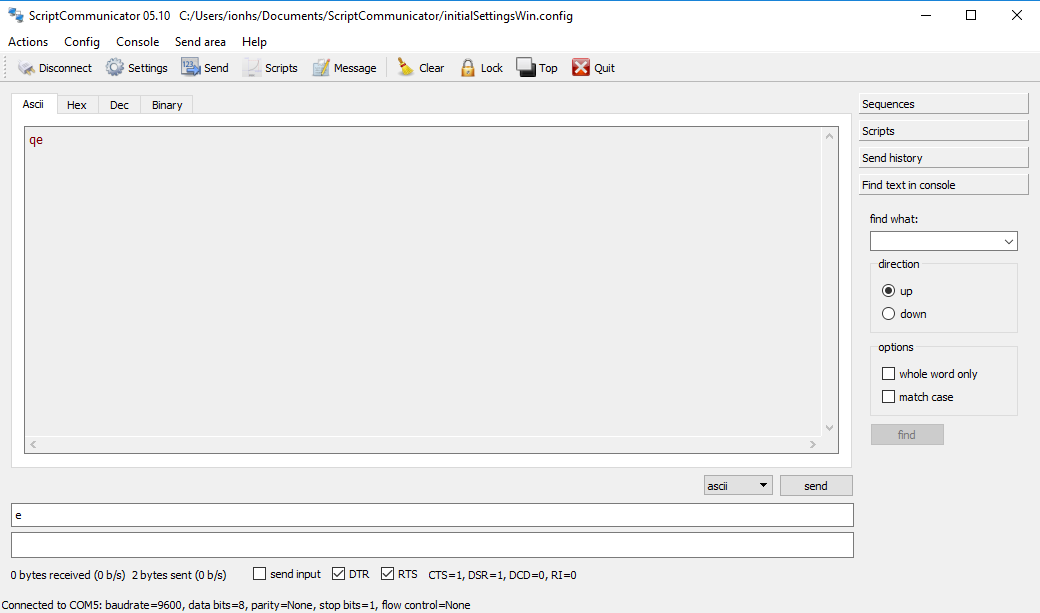 ScriptCommunicator 05.10 C:/Users/ionhs/Documents/ScriptCommunicator/initialSettingsWin.config
Actions Config Console Send area Help
Disconnect Settings 123 Send Scripts Message Clear Lock Top Quit
Ascii Hex Dec Binary
qe
Sequences
Scripts
Send history
Find text in console
find what:
direction
up
down
options
whole word only
match case
find
ascii send
e
0 bytes received (0 b/s) 2 bytes sent (0 b/s) send input DTR RTS CTS=1, DSR=1, DCD=0, RI=0
Connected to COM5: baudrate=9600, data bits=8, parity=None, stop bits=1, flow control=None